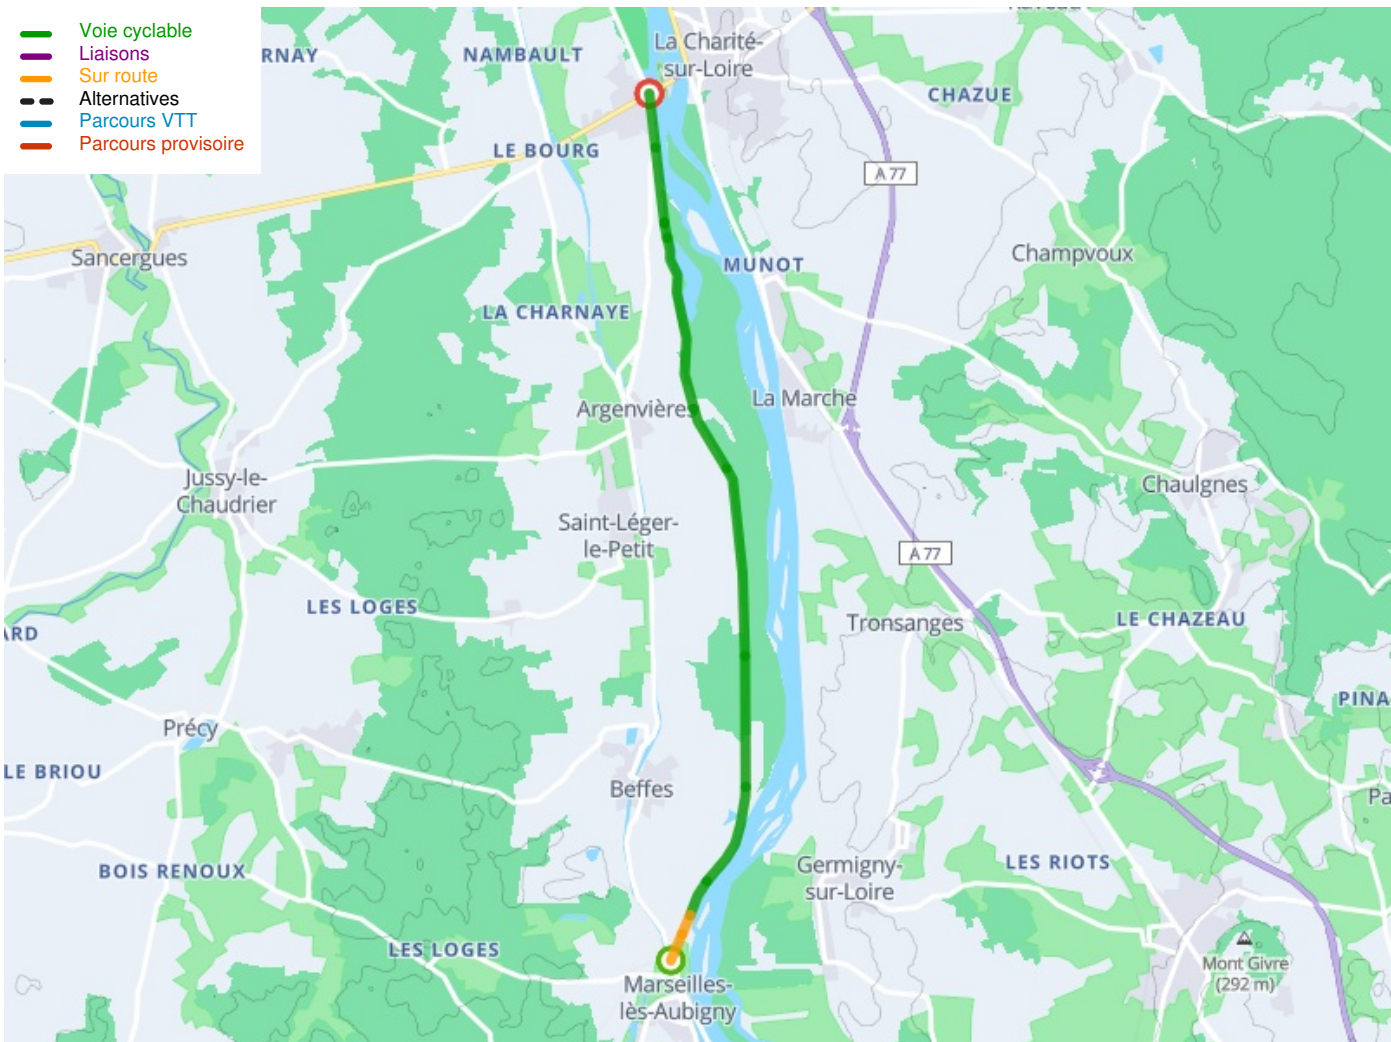 Voie cyclable
Liaisons
Sur route
Alternatives
Parcours VTT
Parcours provisoire
RNAY
NAMBAULT
La Charité-
sur-Loire
CHAZUE
LE BOURG
A 77
Sancergues
MUNOT
Champvoux
LA CHARNAYE
Argenvières
La Marche
Jussy-le-
Chaudrier
Chaulgnes
Saint-Léger-
le-Petit
A 77
LES LOGES
Tronsanges
LE CHAZEAU
ARD
Précy
PINA
LE BRIOU
Beffes
Pa
BOIS RENOUX
Germigny-
sur-Loire
LES RIOTS
LES LOGES
Mont Givre
(292 m)
Marseilles-
lès-Aubigny